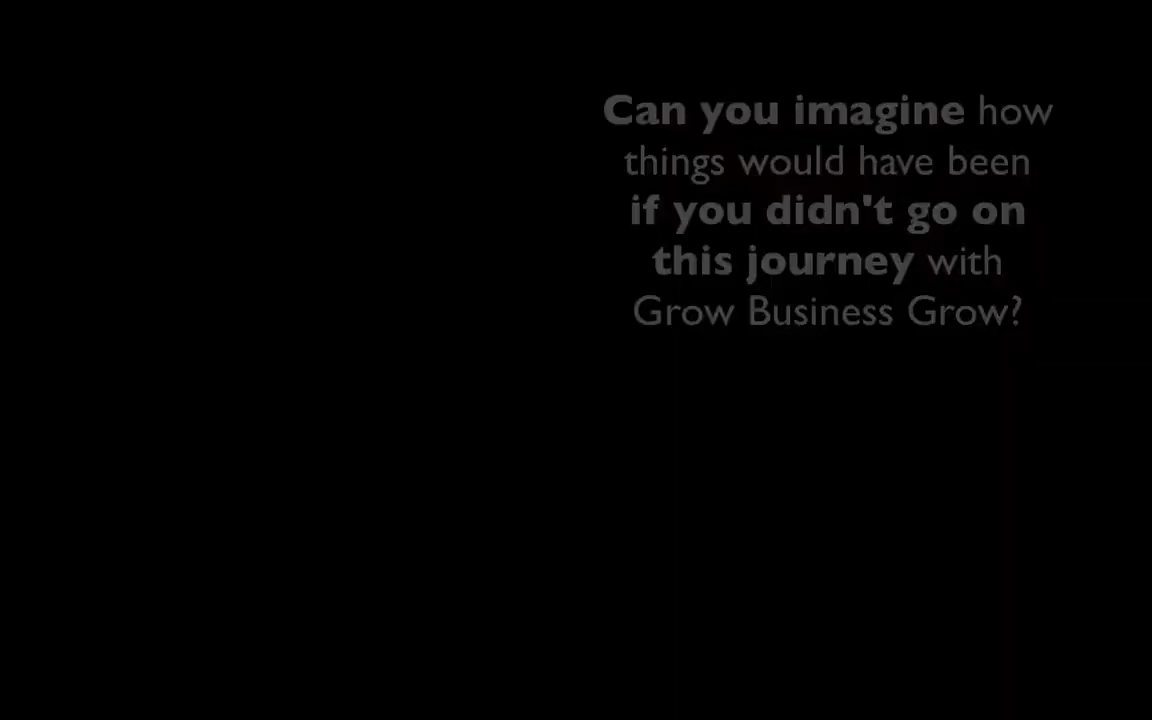 Can you imagine how
things would have been
if you didn't go on
this journey with
Grow Business Grow?